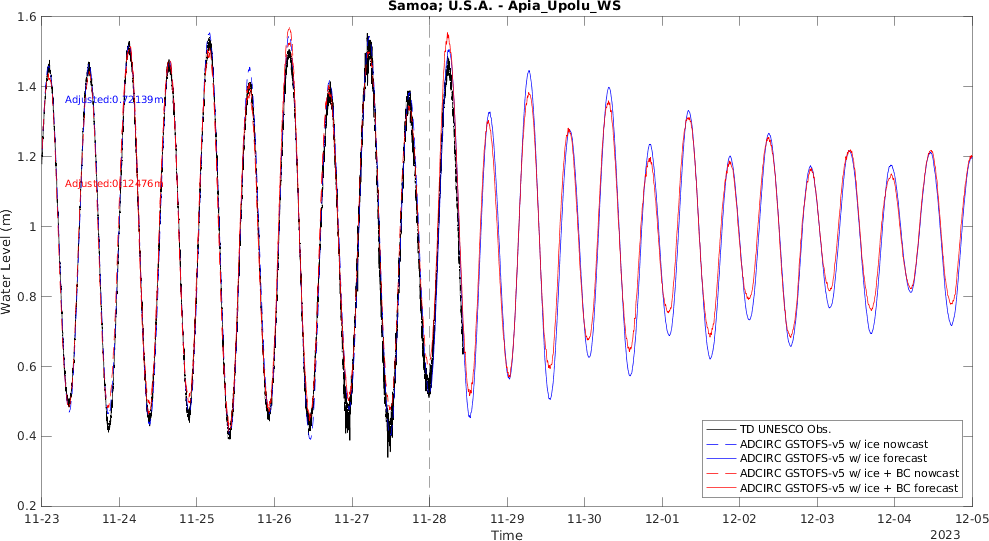 Samoa; U.S.A. - Apia_Upolu_WS
1.6
1.4
1.2
1
0.8
0.6
0.4
0.2
Water Level (m)
Adjusted:0.72139m
Adjusted:0.12476m
TD UNESCO Obs.
ADCIRC GSTOFS-v5 w/ ice nowcast
ADCIRC GSTOFS-v5 w/ ice forecast
ADCIRC GSTOFS-v5 w/ ice + BC nowcast
ADCIRC GSTOFS-v5 w/ ice + BC forecast
11-23 11-24 11-25 11-26 11-27 11-28 11-29 11-30 12-01 12-02 12-03 12-04 12-05
Time
2023